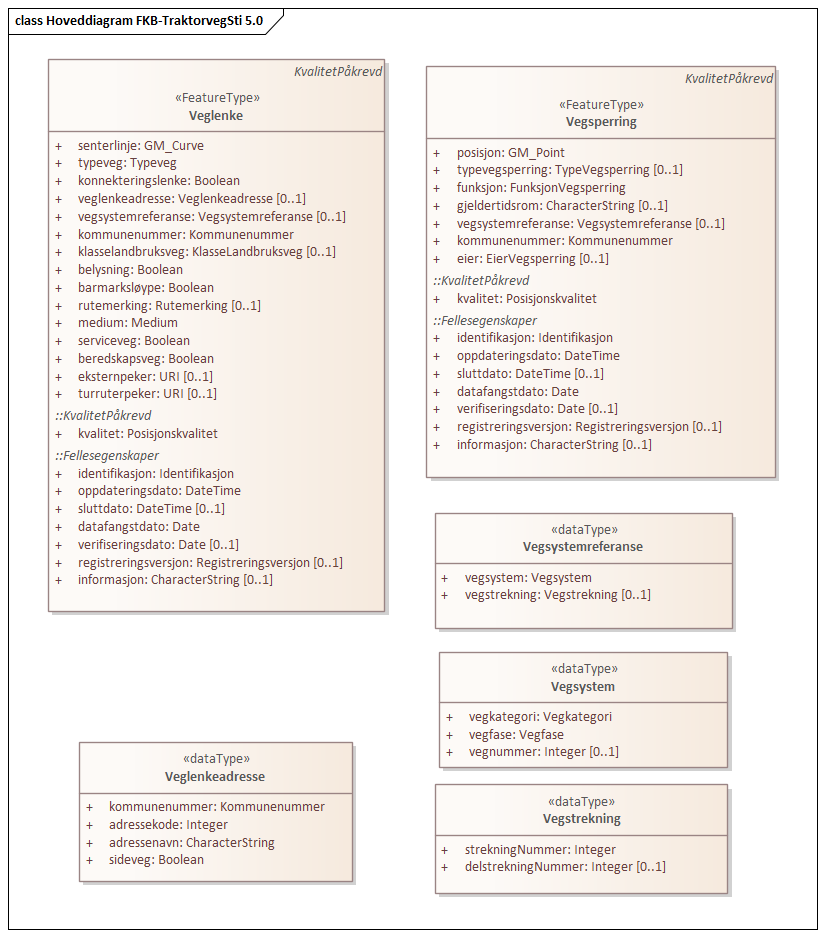 class Hoveddiagram FKB-TraktorvegSti 5.0
KvalitetPåkrevd
«FeatureType»
Veglenke
+ senterlinje: GM_Curve
+ typeveg: Typeveg
+ konnekteringslenke: Boolean
+ veglenkeadresse: Veglenkeadresse [0..1]
+ vegsystemreferanse: Vegsystemreferanse [0..1]
+ kommunenummer: Kommunenummer
+ klasselandbruksveg: KlasseLandbruksveg [0..1]
+ belysning: Boolean
+ barmarksløype: Boolean
+ rutemerking: Rutemerking [0..1]
+ medium: Medium
+ serviceveg: Boolean
+ beredskapsveg: Boolean
+ eksternpeker: URI [0..1]
+ turruterpeker: URI [0..1]
::KvalitetPåkrevd
+ kvalitet: Posisjonskvalitet
::Fellesegenskaper
+ identifikasjon: Identifikasjon
+ oppdateringsdato: DateTime
+ sluttdato: DateTime [0..1]
+ datafangstdato: Date
+ verifiseringsdato: Date [0..1]
+ registreringsversjon: Registreringsversjon [0..1]
+ informasjon: CharacterString [0..1]
KvalitetPåkrevd
«FeatureType»
Vegsperring
+ posisjon: GM_Point
+ typevegsperring: TypeVegsperring [0..1]
+ funksjon: FunksjonVegsperring
+ gjeldertidsrom: CharacterString [0..1]
+ vegsystemreferanse: Vegsystemreferanse [0..1]
+ kommunenummer: Kommunenummer
+ eier: EierVegsperring [0..1]
::KvalitetPåkrevd
+ kvalitet: Posisjonskvalitet
::Fellesegenskaper
+ identifikasjon: Identifikasjon
+ oppdateringsdato: DateTime
+ sluttdato: DateTime [0..1]
+ datafangstdato: Date
+ verifiseringsdato: Date [0..1]
+ registreringsversjon: Registreringsversjon [0..1]
+ informasjon: CharacterString [0..1]
«dataType»
Vegsystemreferanse
+ vegsystem: Vegsystem
+ vegstrekning: Vegstrekning [0..1]
«dataType»
Vegsystem
+ vegkategori: Vegkategori
+ vegfase: Vegfase
+ vegnummer: Integer [0..1]
«dataType»
Veglenkeadresse
+ kommunenummer: Kommunenummer
+ adressekode: Integer
+ adressenavn: CharacterString
+ sideveg: Boolean
«dataType»
Vegstrekning
+ strekningNummer: Integer
+ delstrekningNummer: Integer [0..1]